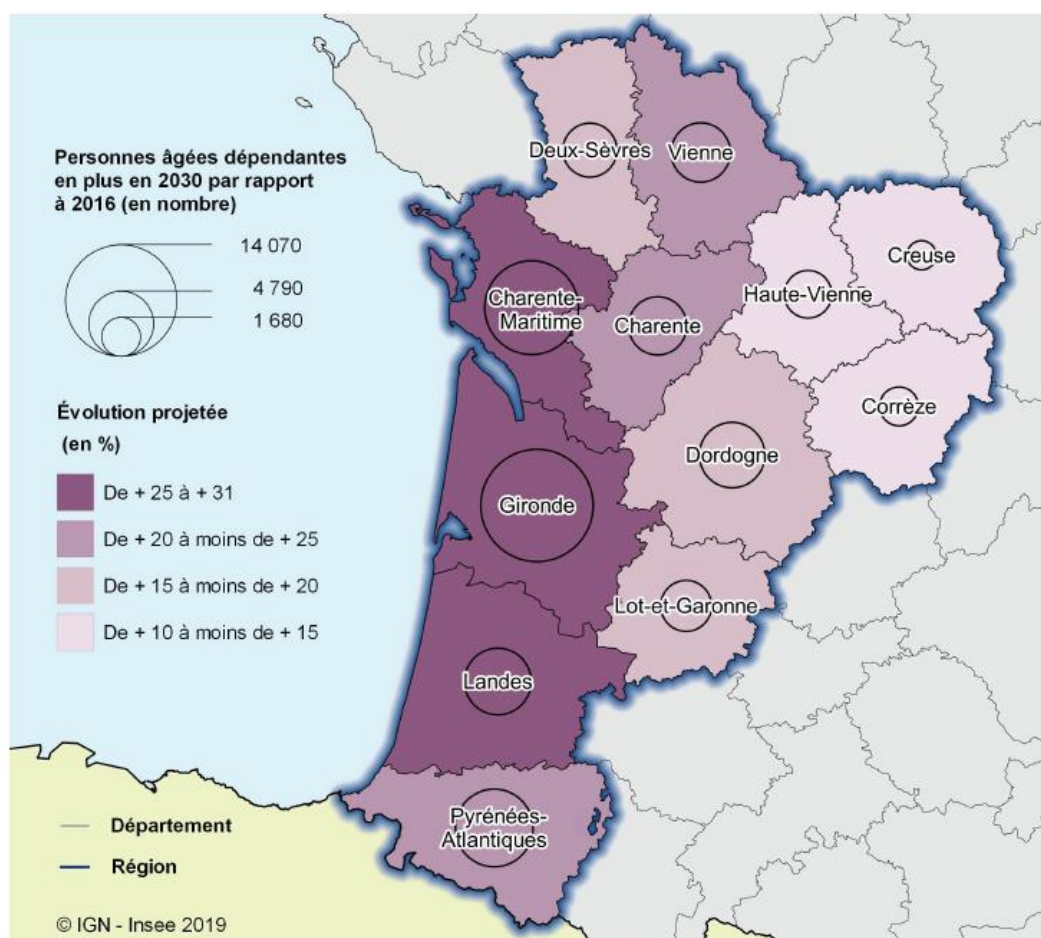 Personnes âgées dépendantes
en plus en 2030 par rapport
à 2016 (en nombre)
14 070
4 790
1 680
Évolution projetée
(en %)
De + 25 à + 31
De + 20 à moins de + 25
De + 15 à moins de + 20
De + 10 à moins de + 15
Département
Région
© IGN - Insee 2019
Deux-Sèvres
Vienne
Creuse
Haute-Vienne
Charente-
Maritime
Charente
Corrèze
Dordogne
Gironde
Lot-et-Garonne
Landes
Pyrénées-
Atlantiques